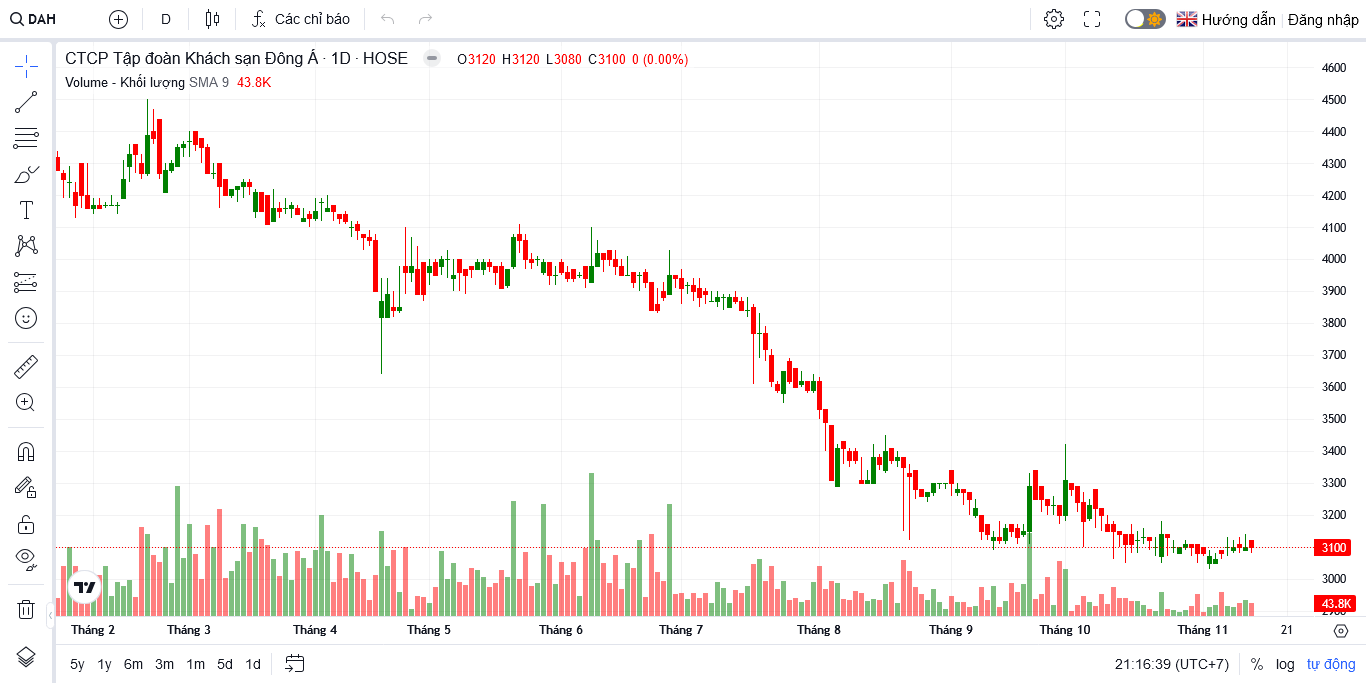 DAH D Các chỉ báo Hướng dẫn Đăng nhập
CTCP Tập đoàn Khách sạn Đông Á · 1D · HOSE O3120 H3120 L3080 C3100 0 (0.00%)
Volume - Khối lượng SMA 9 43.8K
4600
4500
4400
4300
4200
4100
4000
3900
3800
3700
3600
3500
3400
3300
3200
3100
3000
43.8K
Tháng 2 Tháng 3 Tháng 4 Tháng 5 Tháng 6 Tháng 7 Tháng 8 Tháng 9 Tháng 10 Tháng 11 21
5y 1y 6m 3m 1m 5d 1d 21:16:39 (UTC+7) % log tự động